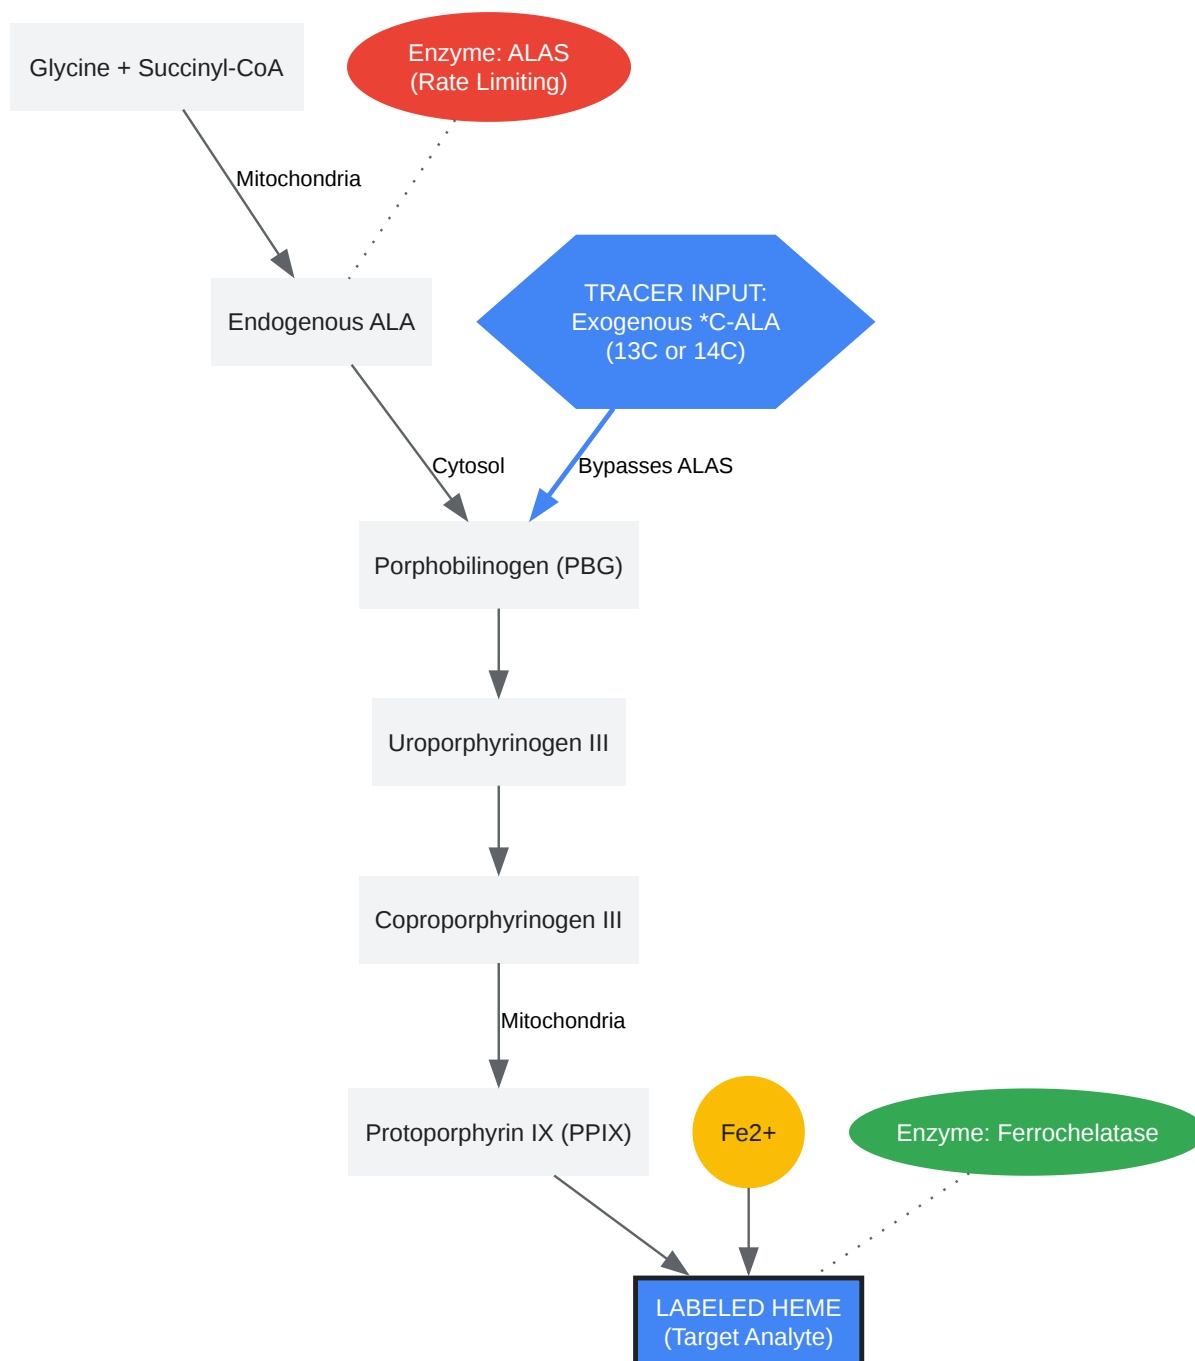 Glycine + Succinyl-CoA
Enzyme: ALAS
(Rate Limiting)
Mitochondria
Endogenous ALA
TRACER INPUT:
Exogenous *C-ALA
(13C or 14C)
Cytosol
Bypasses ALAS
Porphobilinogen (PBG)
Uroporphyrinogen III
Coproporphyrinogen III
Mitochondria
Protoporphyrin IX (PPIX)
Fe2+
Enzyme: Ferrochelatase
LABELED HEME
(Target Analyte)